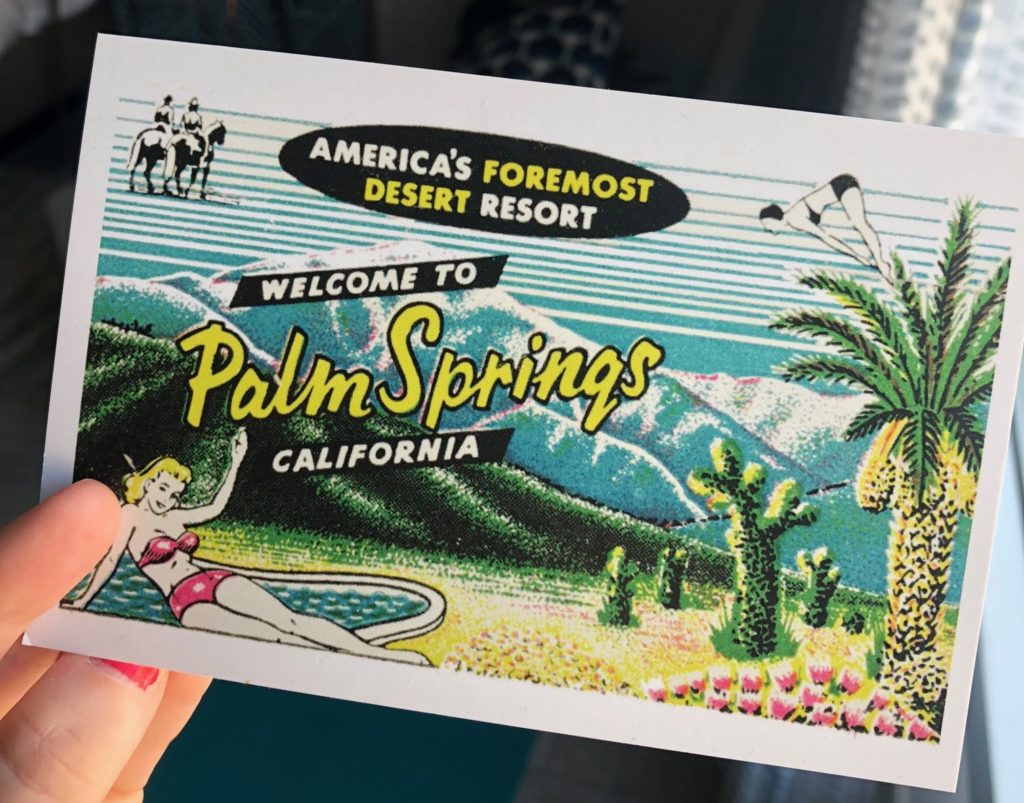 AMERICA'S FOREMOST
DESERT RESORT
WELCOME TO
Palm Springs
CALIFORNIA